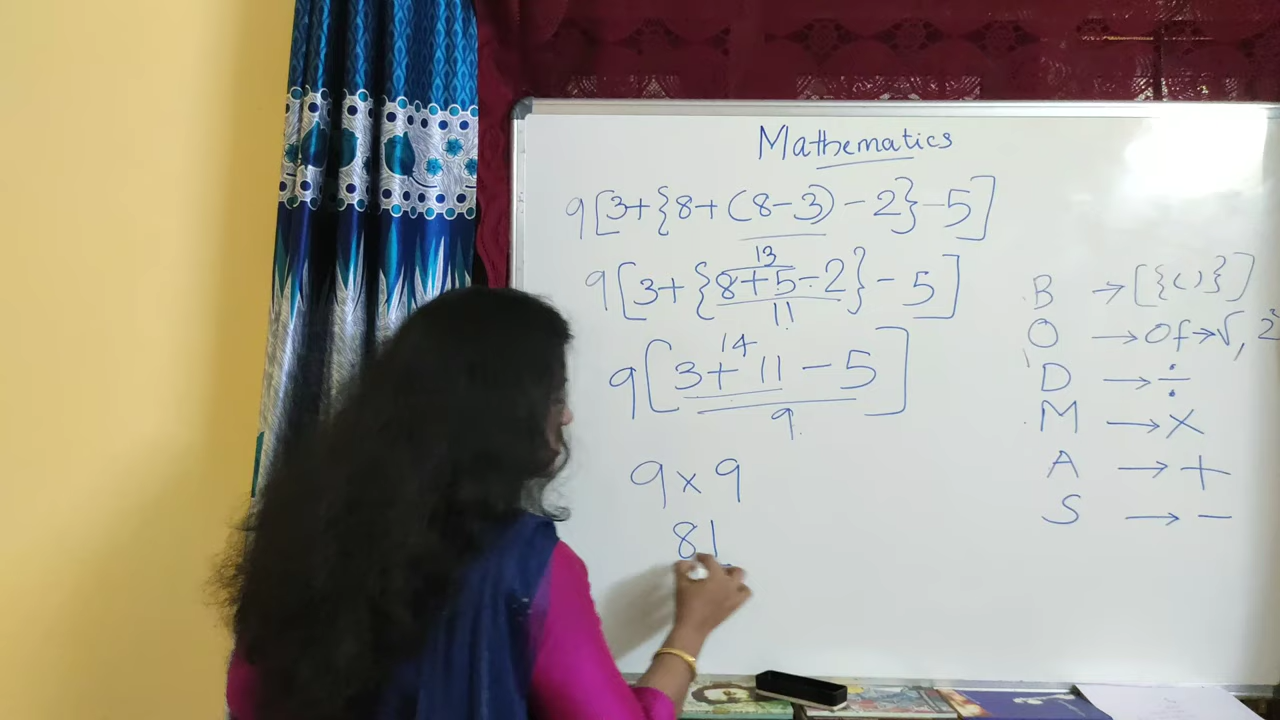 Mathematics
9[3+{8+(8-3)-2}-5]
13
9[3+{8+5-2}-5]
11
14
9[3+11-5]
9
9×9
81
B →[{()}]
O →Of→√, 2²
D →÷
M →×
A →+
S →-